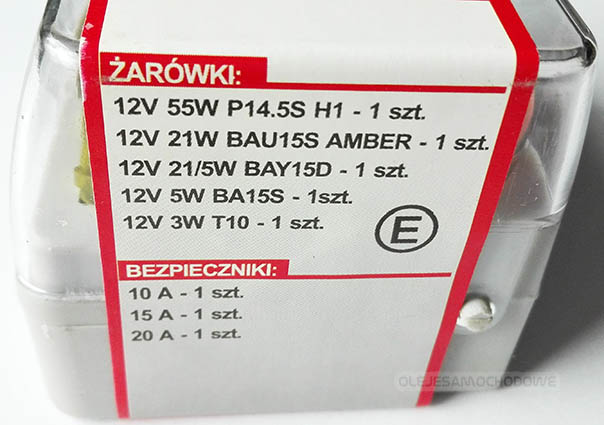 ŻARÓWKI:
12V 55W P14.5S H1 - 1 szt.
12V 21W BAU15S AMBER - 1 szt.
12V 21/5W BAY15D - 1 szt.
12V 5W BA15S - 1szt.
12V 3W T10 - 1 szt.
E
BEZPIECZNIKI:
10 A - 1 szt.
15 A - 1 szt.
20 A - 1 szt.
OLEJESAMOCHODOWE